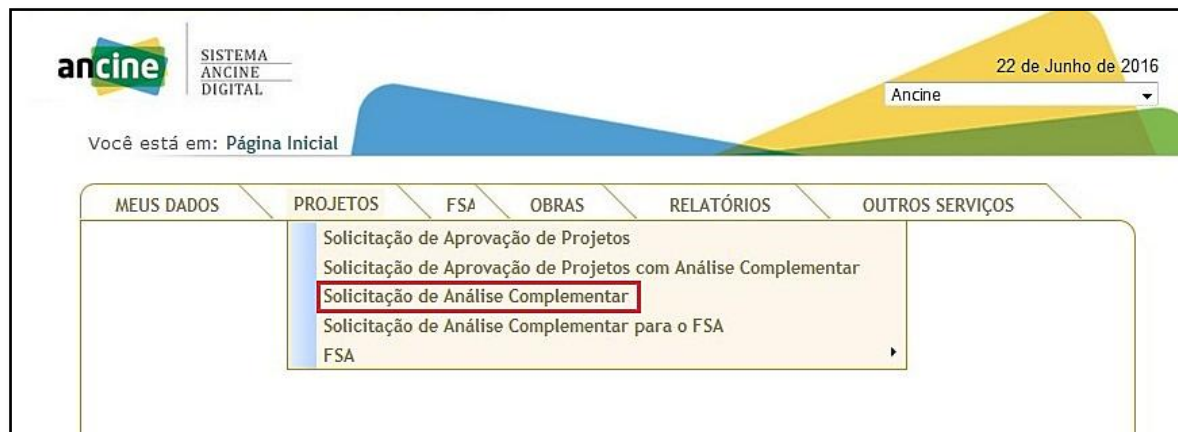 ancine
SISTEMA
ANCINE
DIGITAL
22 de Junho de 2016
Ancine
Você está em: Página Inicial
MEUS DADOS PROJETOS FSA OBRAS RELATÓRIOS OUTROS SERVIÇOS
Solicitação de Aprovação de Projetos
Solicitação de Aprovação de Projetos com Análise Complementar
Solicitação de Análise Complementar
Solicitação de Análise Complementar para o FSA
FSA